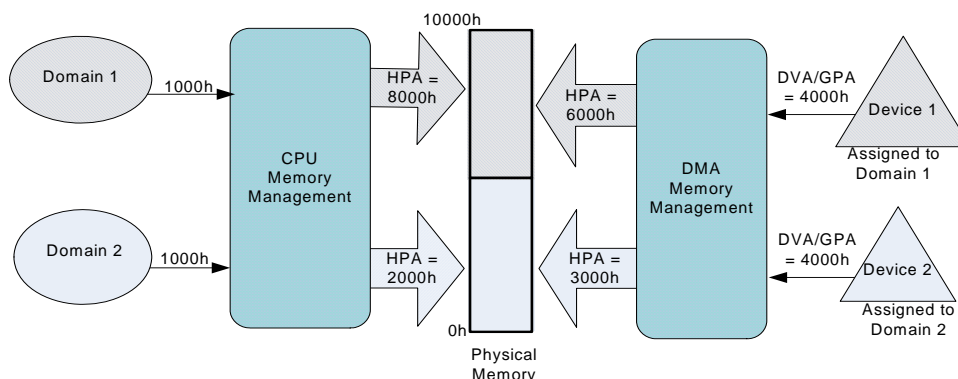 10000h
Domain 1
1000h
HPA =
8000h
HPA =
6000h
DVA/GPA
= 4000h
Device 1
Assigned to
Domain 1
CPU
Memory
Management
DMA
Memory
Management
Domain 2
1000h
HPA =
2000h
HPA =
3000h
DVA/GPA
= 4000h
Device 2
Assigned to
Domain 2
0h
Physical
Memory